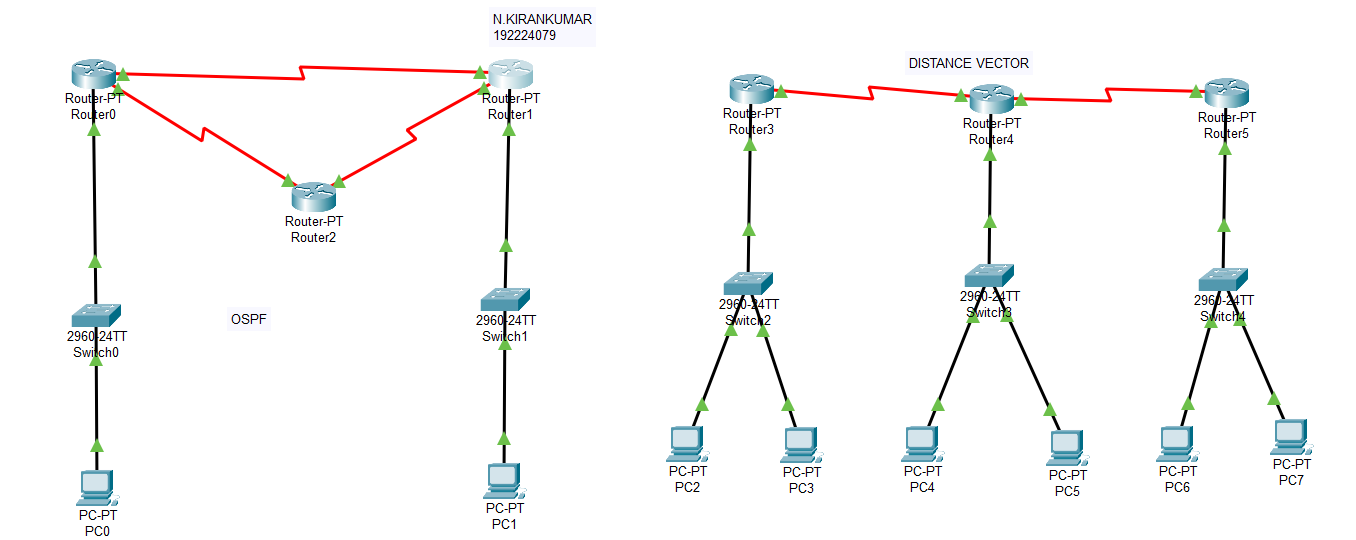 N.KIRANKUMAR
192224079
Router-PT
Router0
Router-PT
Router1
Router-PT
Router2
2960-24TT
Switch0
OSPF
2960-24TT
Switch1
PC-PT
PC0
PC-PT
PC1
DISTANCE VECTOR
Router-PT
Router3
Router-PT
Router4
Router-PT
Router5
2960-24TT
Switch2
2960-24TT
Switch3
2960-24TT
Switch4
PC-PT
PC2
PC-PT
PC3
PC-PT
PC4
PC-PT
PC5
PC-PT
PC6
PC-PT
PC7